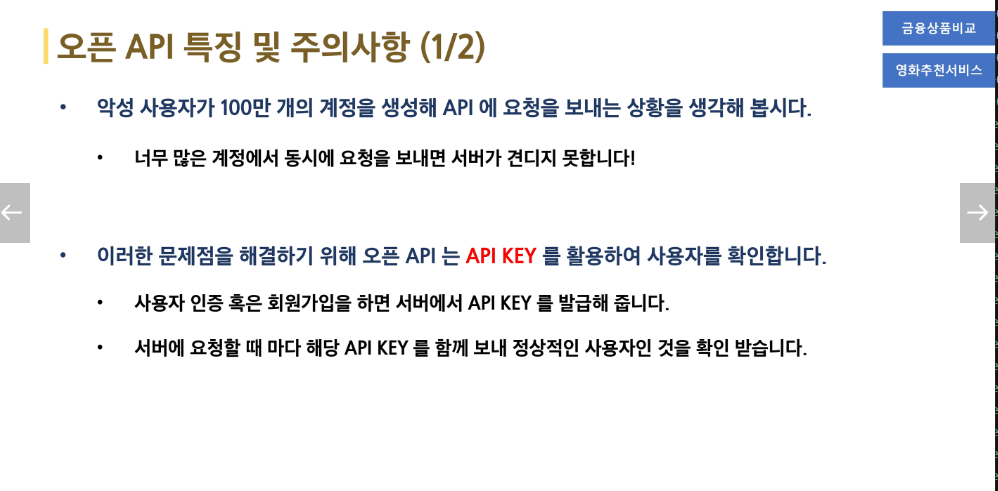 금융상품비교
영화추천서비스
오픈 API 특징 및 주의사항 (1/2)
• 악성 사용자가 100만 개의 계정을 생성해 API 에 요청을 보내는 상황을 생각해 봅시다.
• 너무 많은 계정에서 동시에 요청을 보내면 서버가 견디지 못합니다!
• 이러한 문제점을 해결하기 위해 오픈 API 는 API KEY 를 활용하여 사용자를 확인합니다.
• 사용자 인증 혹은 회원가입을 하면 서버에서 API KEY 를 발급해 줍니다.
• 서버에 요청할 때 마다 해당 API KEY 를 함께 보내 정상적인 사용자인 것을 확인 받습니다.